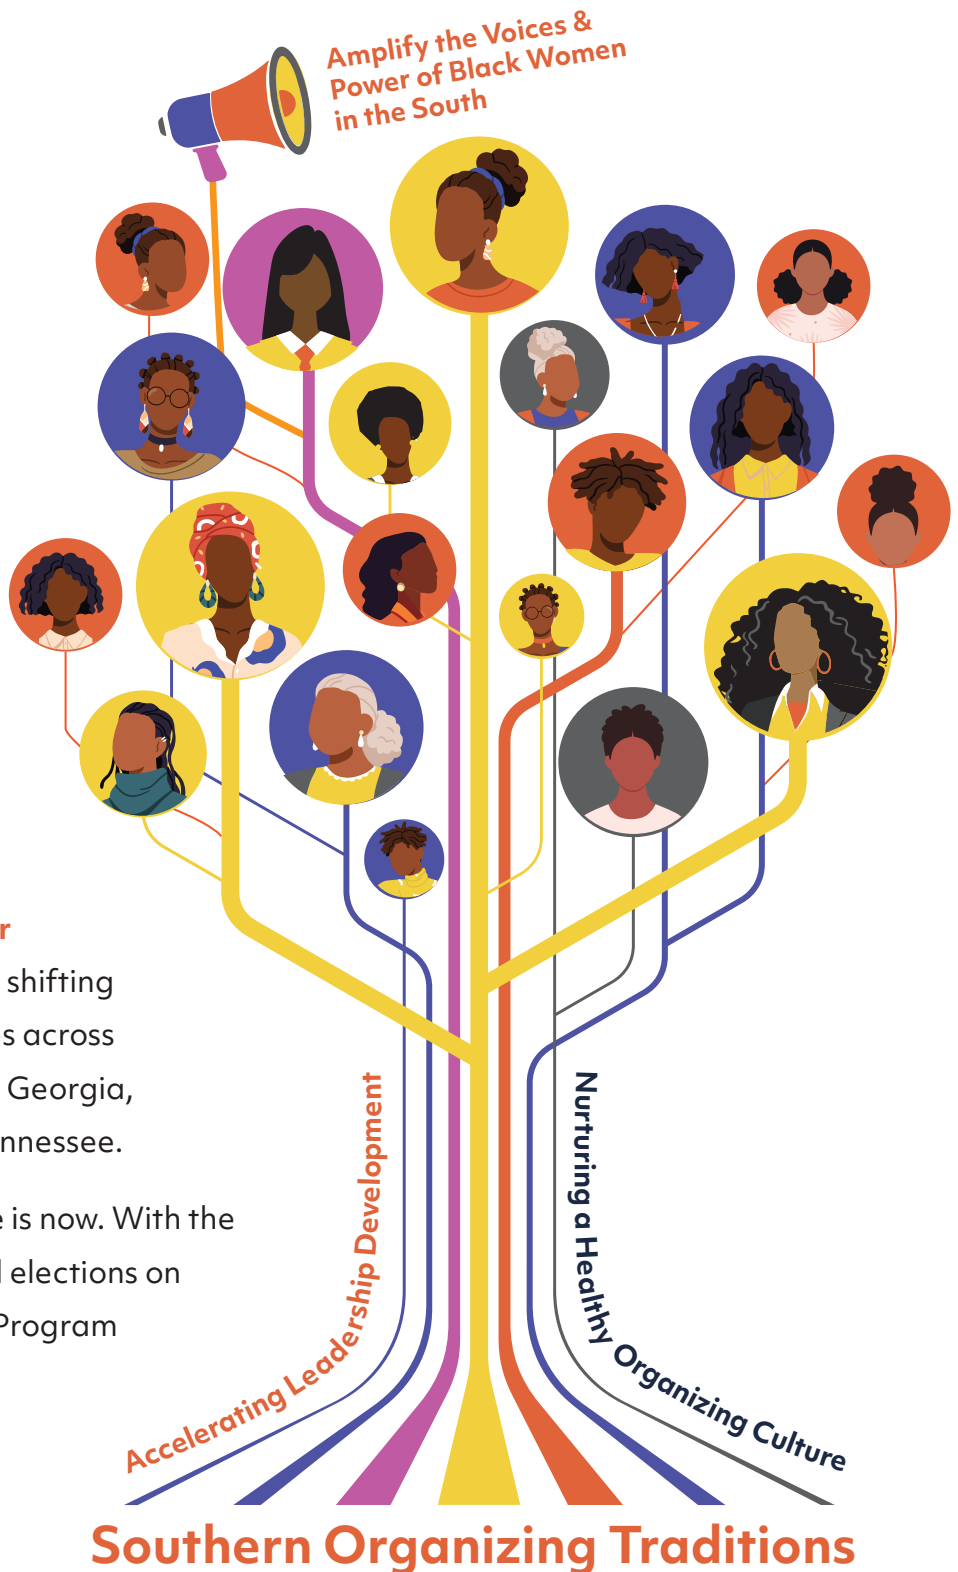 Amplify the Voices &
Power of Black Women
in the South
r
shifting
s across
Georgia,
nnessee.
e is now. With the
l elections on
Program
Accelerating Leadership Development
Nurturing a Healthy Organizing Culture
Southern Organizing Traditions